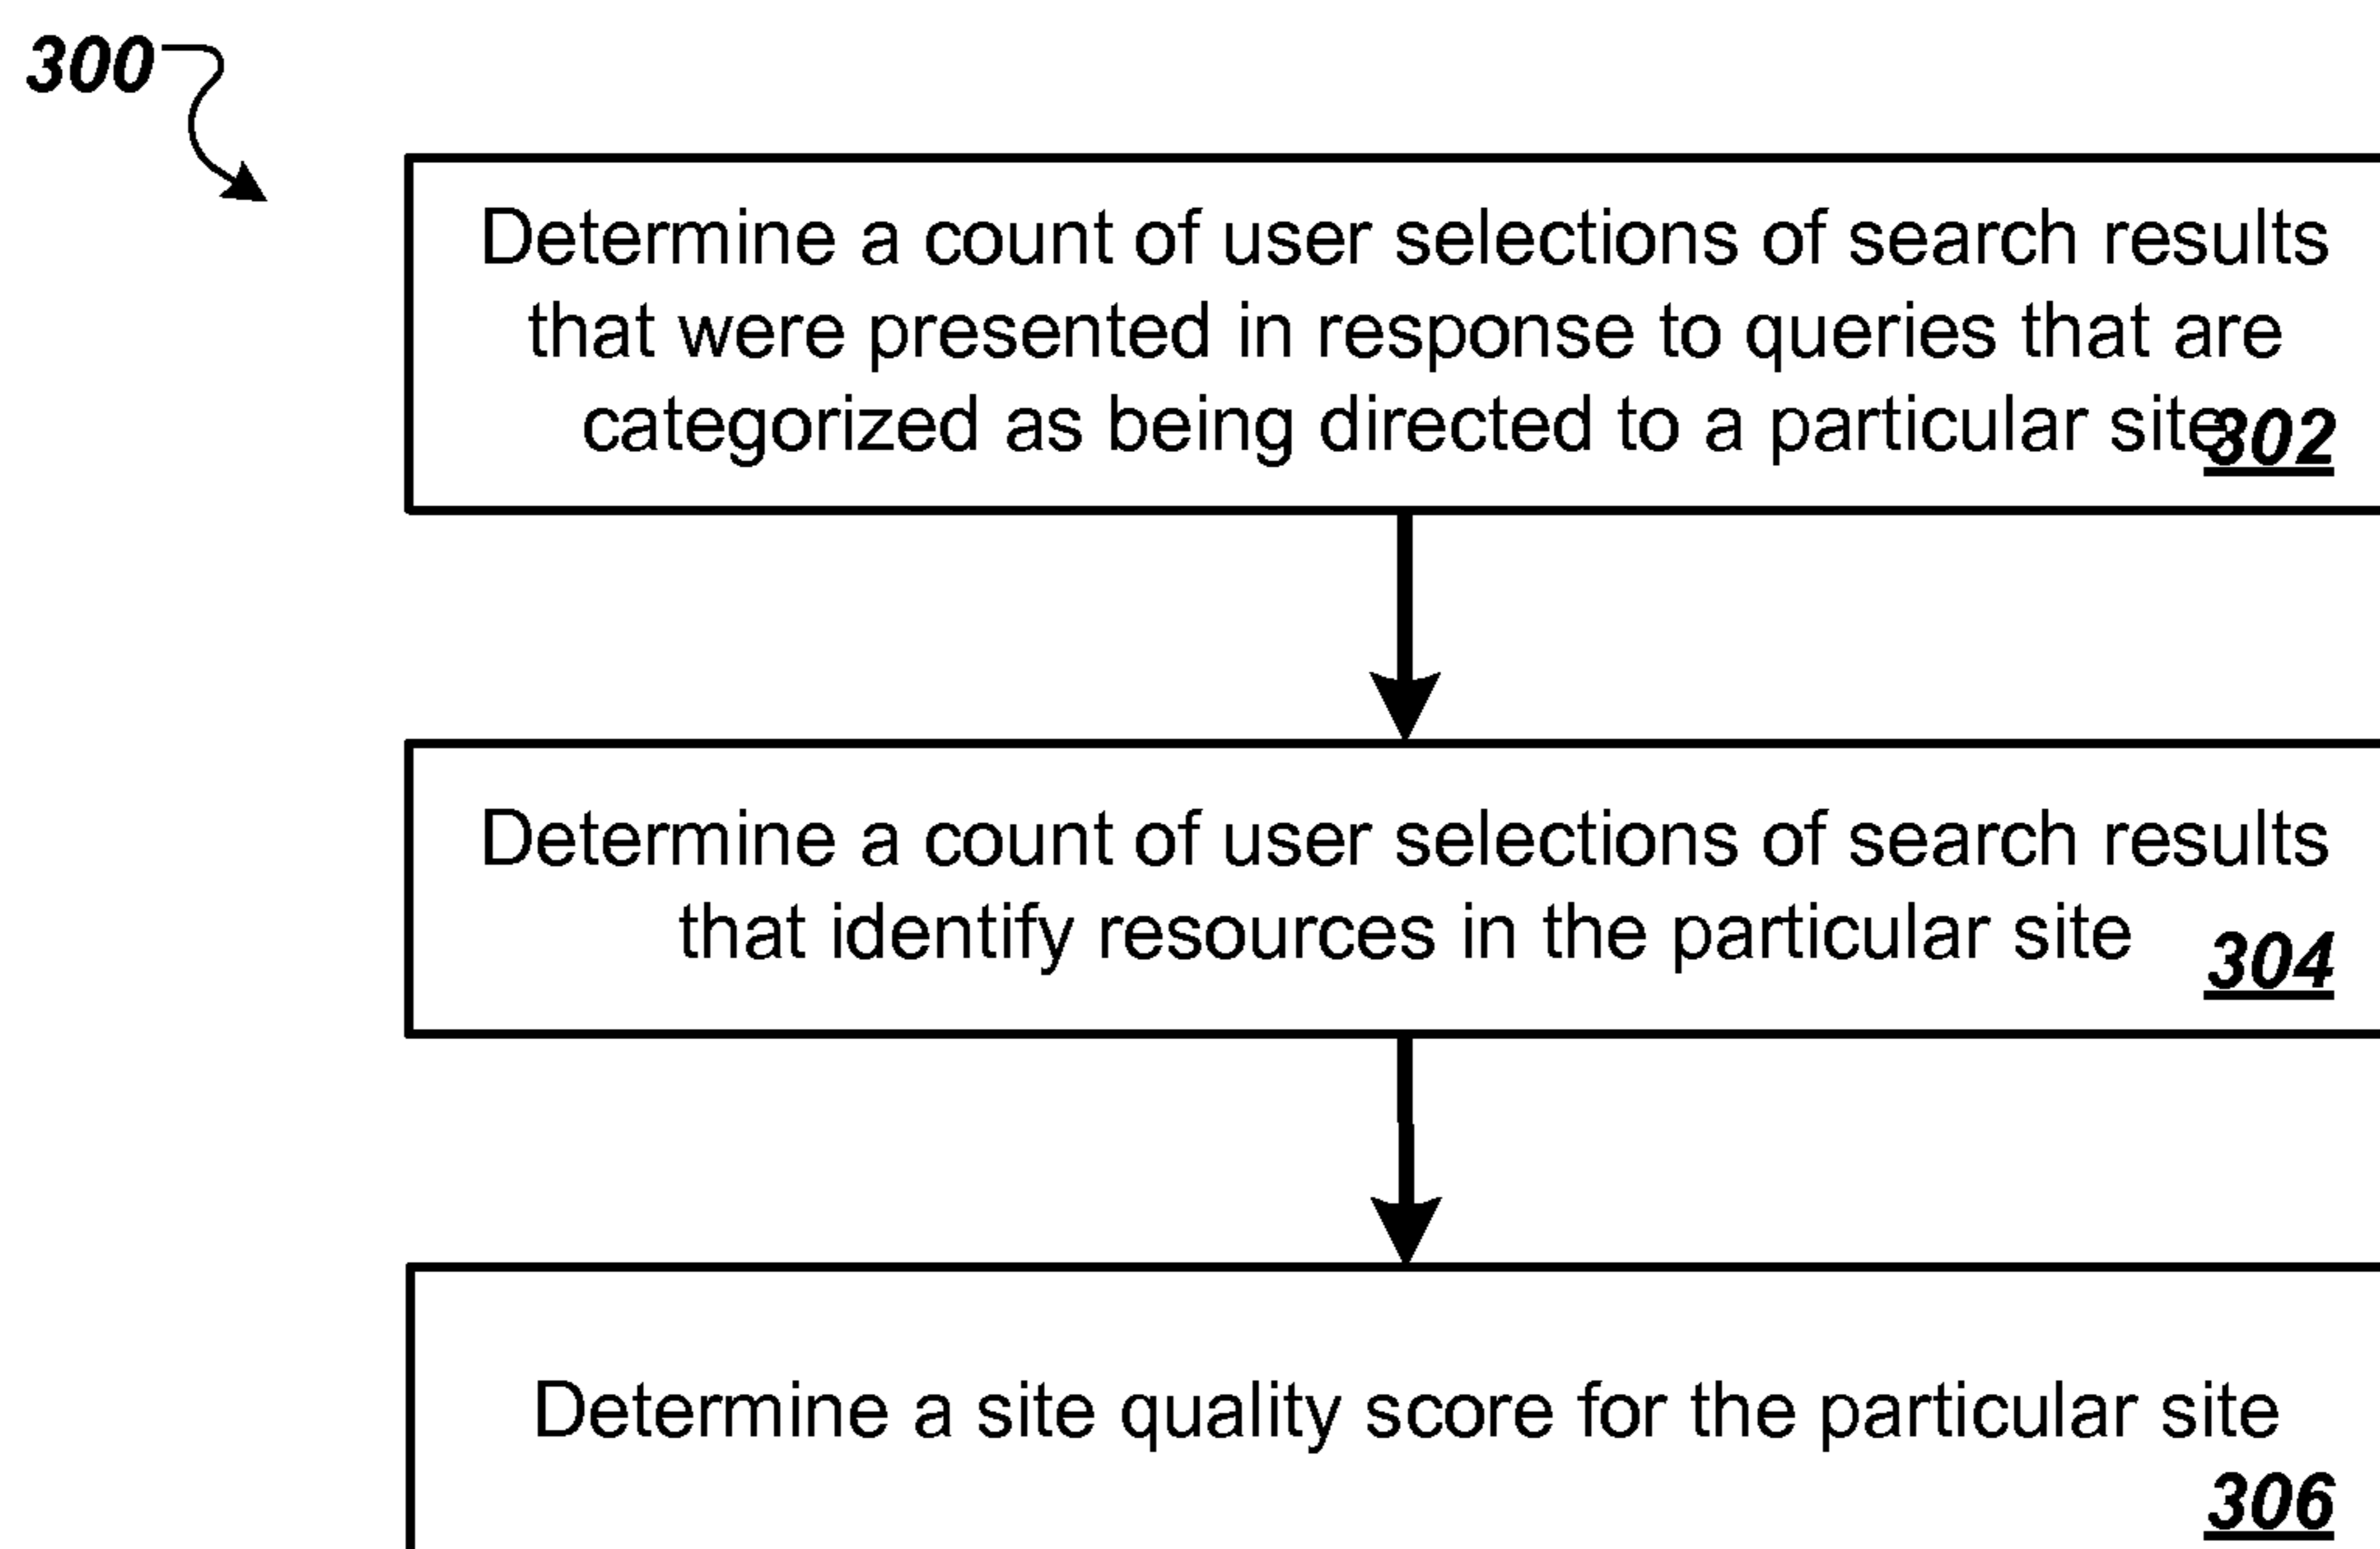 300
Determine a count of user selections of search results
that were presented in response to queries that are
categorized as being directed to a particular site
302
Determine a count of user selections of search results
that identify resources in the particular site
304
Determine a site quality score for the particular site
306